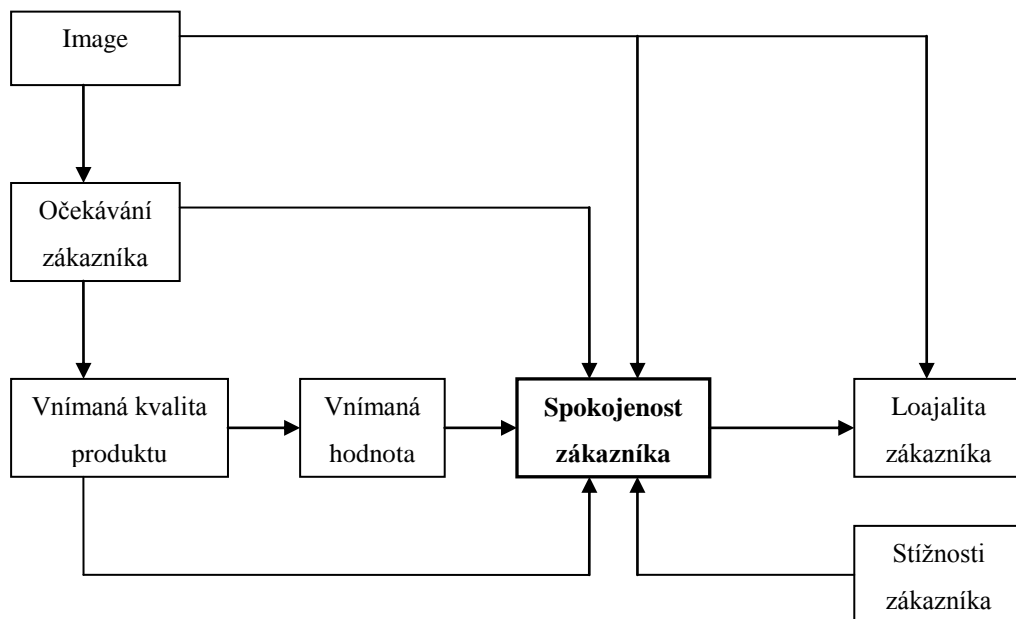 Image
Očekávání
zákazníka
Vnímaná kvalita
produktu
Vnímaná
hodnota
Spokojenost
zákazníka
Loajalita
zákazníka
Stížnosti
zákazníka